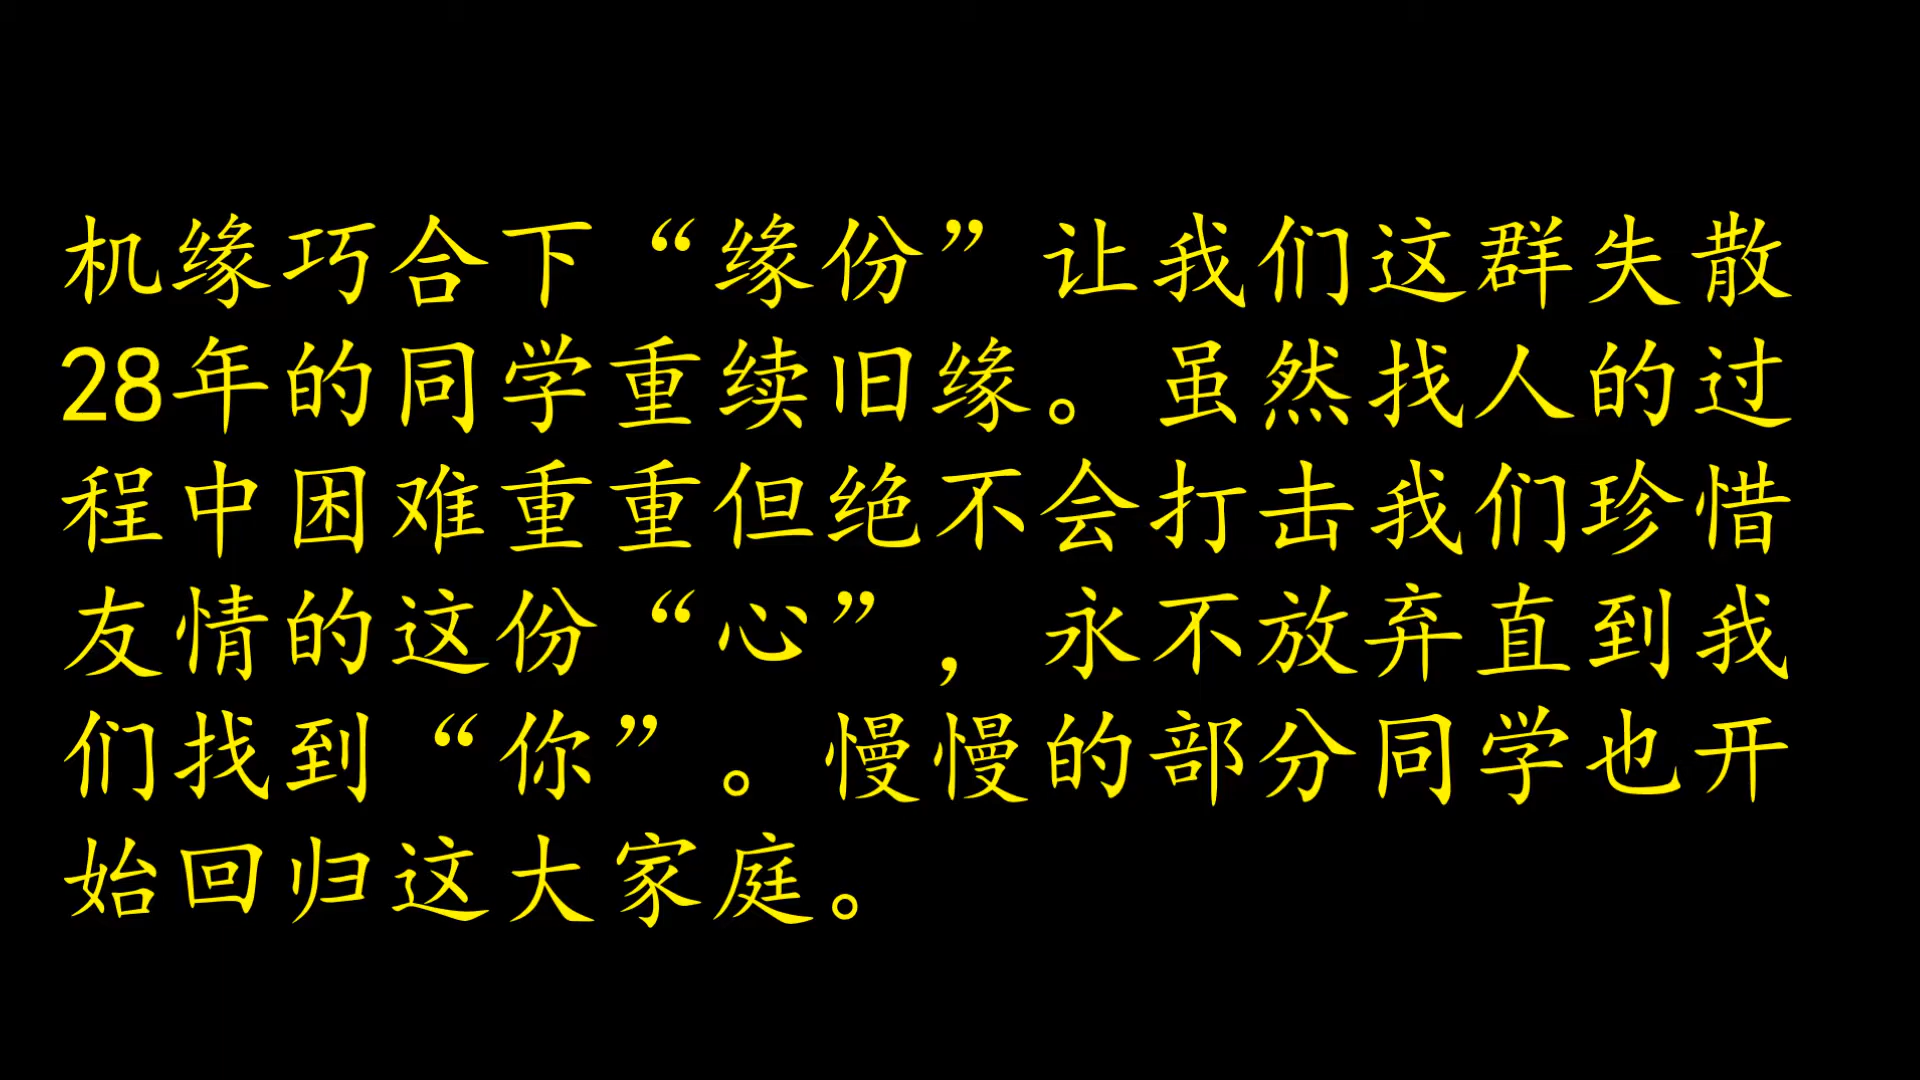 机缘巧合下“缘份”让我们这群失散
28年的同学重续旧缘。虽然找人的过
程中困难重重但绝不会打击我们珍惜
友情的这份“心”，永不放弃直到我
们找到“你”。慢慢的部分同学也开
始回归这大家庭。